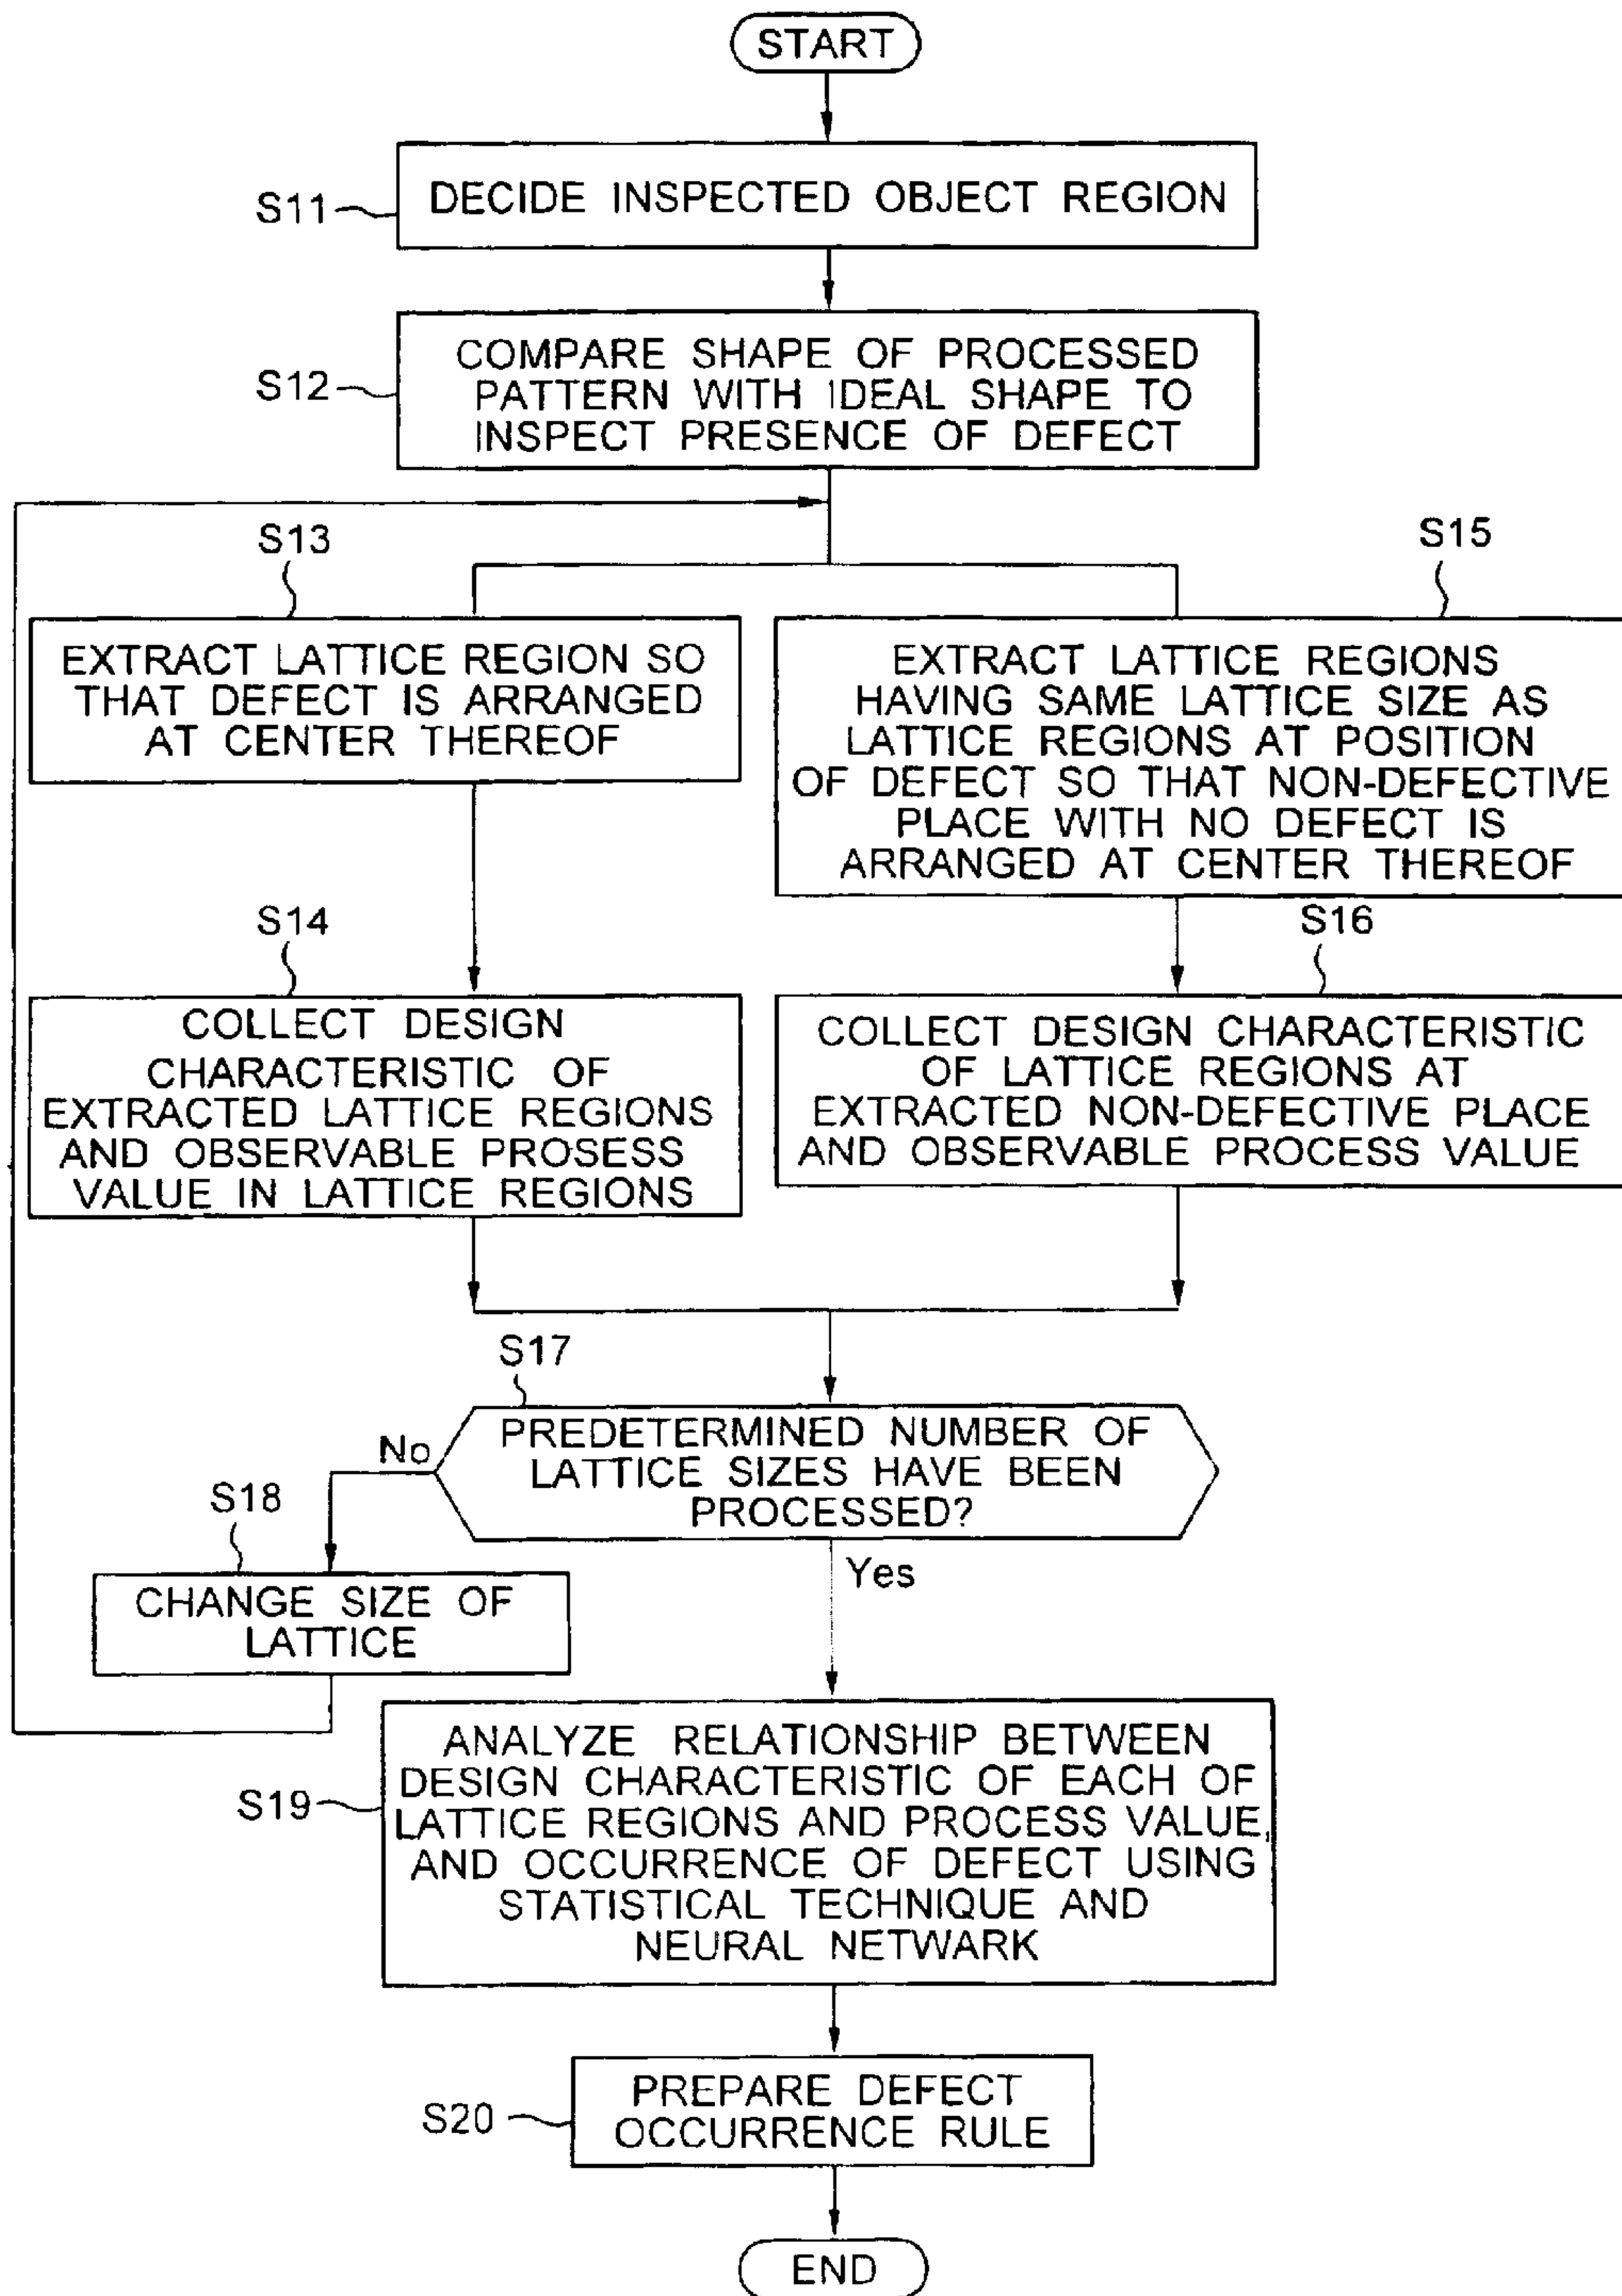 START
S11
DECIDE INSPECTED OBJECT REGION
S12
COMPARE SHAPE OF PROCESSED
PATTERN WITH IDEAL SHAPE TO
INSPECT PRESENCE OF DEFECT
S13
EXTRACT LATTICE REGION SO
THAT DEFECT IS ARRANGED
AT CENTER THEREOF
S15
EXTRACT LATTICE REGIONS
HAVING SAME LATTICE SIZE AS
LATTICE REGIONS AT POSITION
OF DEFECT SO THAT NON-DEFECTIVE
PLACE WITH NO DEFECT IS
ARRANGED AT CENTER THEREOF
S14
COLLECT DESIGN
CHARACTERISTIC OF
EXTRACTED LATTICE REGIONS
AND OBSERVABLE PROSESS
VALUE IN LATTICE REGIONS
S16
COLLECT DESIGN CHARACTERISTIC
OF LATTICE REGIONS AT
EXTRACTED NON-DEFECTIVE PLACE
AND OBSERVABLE PROCESS VALUE
S17
PREDETERMINED NUMBER OF
LATTICE SIZES HAVE BEEN
PROCESSED?
No
Yes
S18
CHANGE SIZE OF
LATTICE
S19
ANALYZE RELATIONSHIP BETWEEN
DESIGN CHARACTERISTIC OF EACH OF
LATTICE REGIONS AND PROCESS VALUE,
AND OCCURRENCE OF DEFECT USING
STATISTICAL TECHNIQUE AND
NEURAL NETWARK
S20
PREPARE DEFECT
OCCURRENCE RULE
END